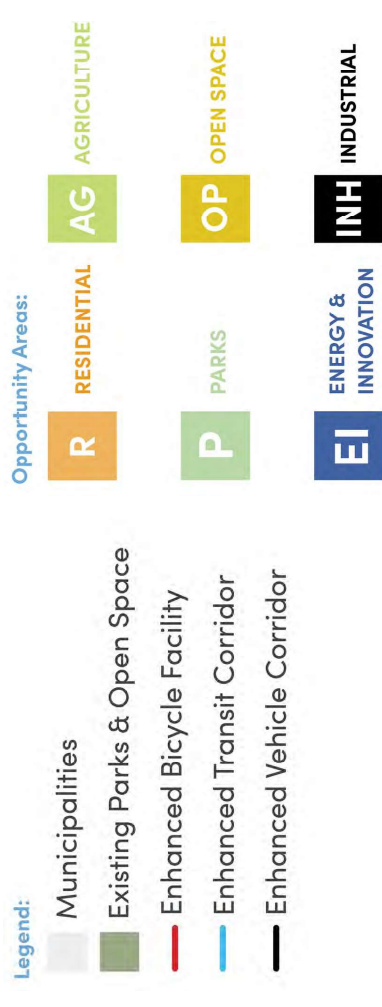 Legend:
Municipalities
Existing Parks & Open Space
Enhanced Bicycle Facility
Enhanced Transit Corridor
Enhanced Vehicle Corridor
Opportunity Areas:
R RESIDENTIAL
P PARKS
EI ENERGY &
INNOVATION
AG AGRICULTURE
OP OPEN SPACE
INH INDUSTRIAL